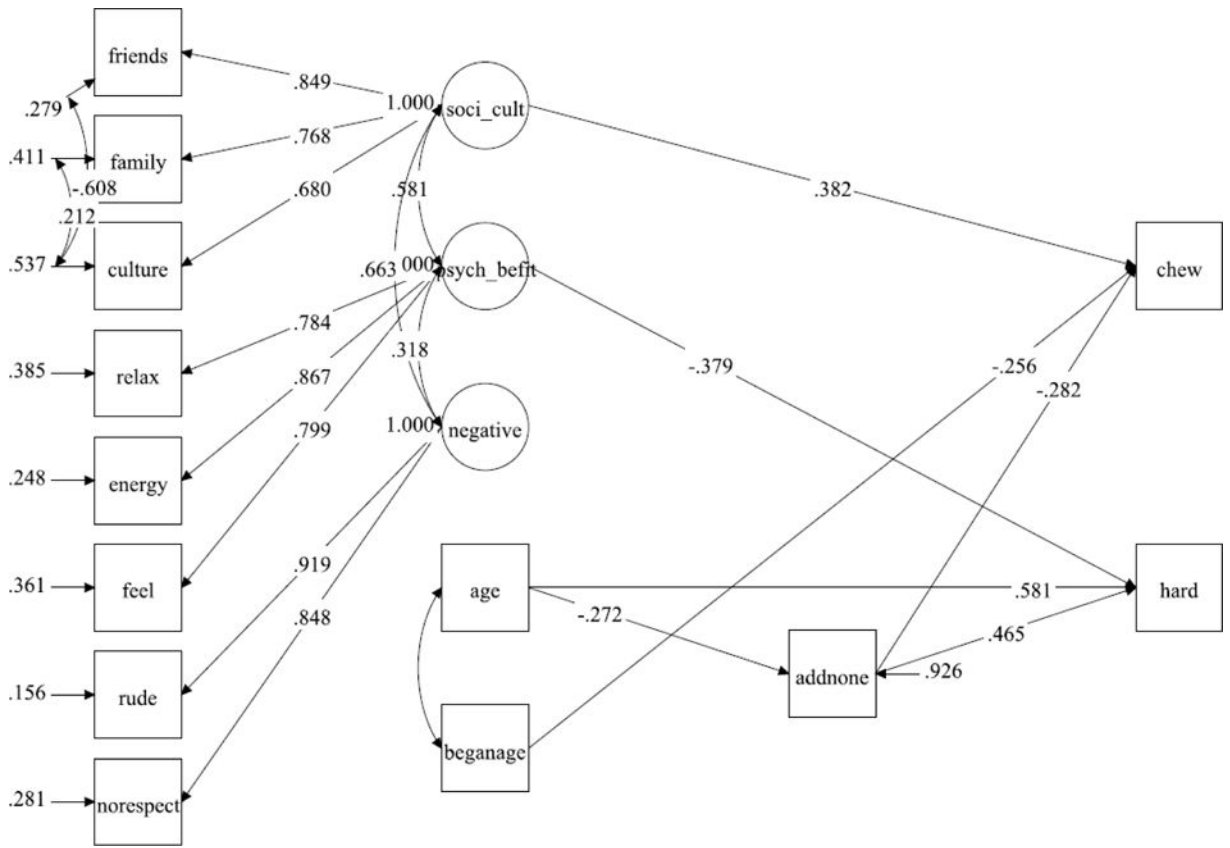 friends
.849
1.000
soci_cult
.279
.768
.411
family
-.608
.680
.581
.382
.212
.537
culture
.663
000
psych_befit
chew
.784
.318
-.379
-.256
.385
relax
.867
-.282
.799
1.000
negative
.248
energy
.919
.361
feel
age
.581
hard
.848
-.272
.465
.156
rude
addnone
.926
beganage
.281
norespect